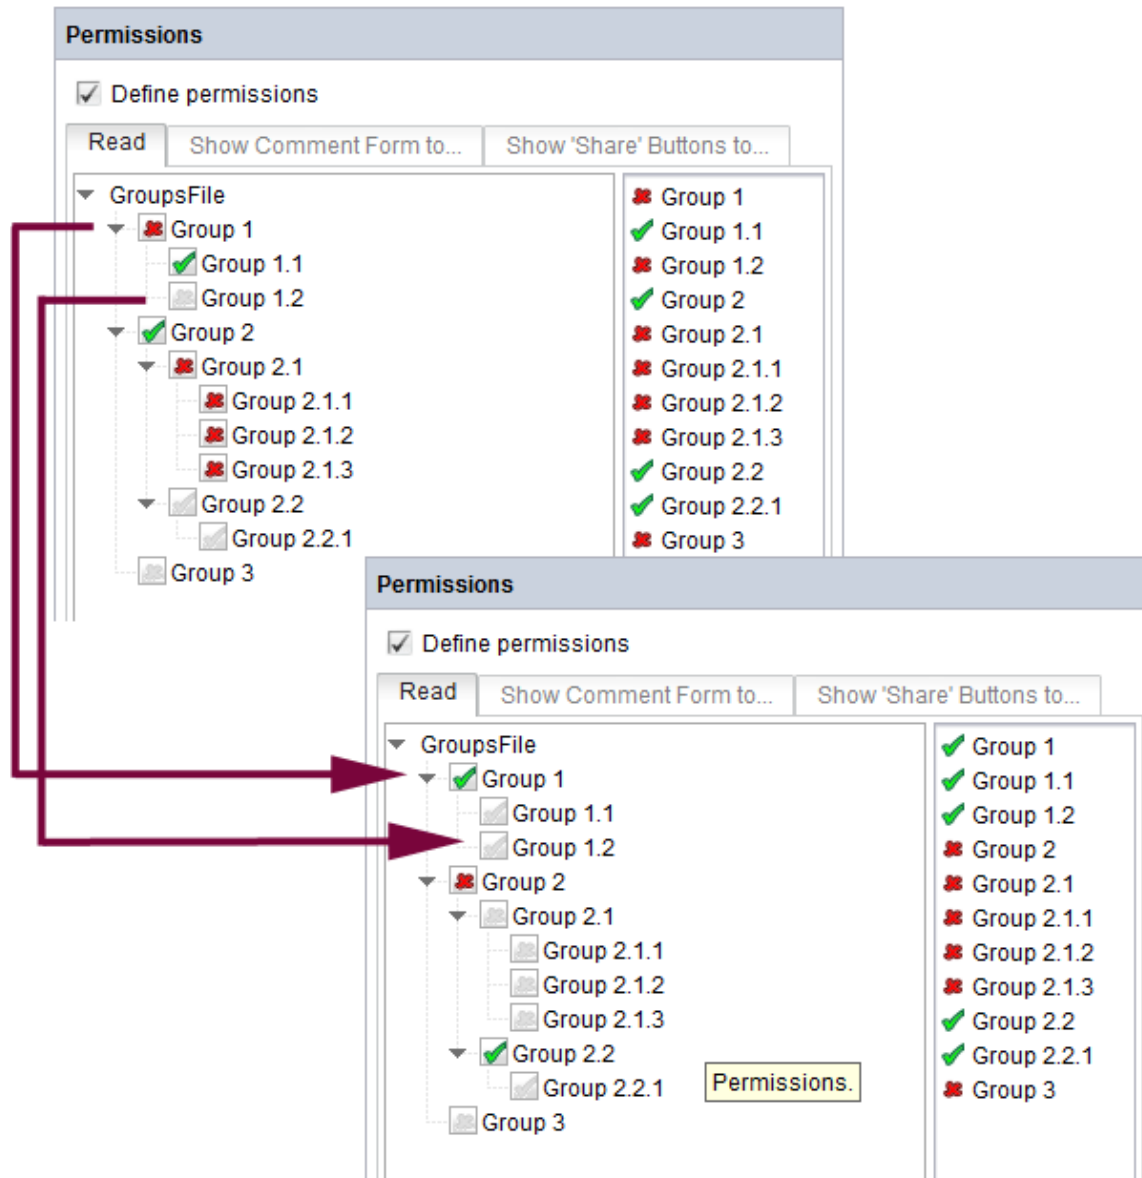 Permissions
Define permissions
Read
Show Comment Form to...
Show 'Share' Buttons to...
GroupsFile
Group 1
Group 1.1
Group 1.2
Group 2
Group 2.1
Group 2.1.1
Group 2.1.2
Group 2.1.3
Group 2.2
Group 2.2.1
Group 3
Group 1
Group 1.1
Group 1.2
Group 2
Group 2.1
Group 2.1.1
Group 2.1.2
Group 2.1.3
Group 2.2
Group 2.2.1
Group 3
Permissions
Define permissions
Read
Show Comment Form to...
Show 'Share' Buttons to...
GroupsFile
Group 1
Group 1.1
Group 1.2
Group 2
Group 2.1
Group 2.1.1
Group 2.1.2
Group 2.1.3
Group 2.2
Group 2.2.1
Group 3
Permissions.
Group 1
Group 1.1
Group 1.2
Group 2
Group 2.1
Group 2.1.1
Group 2.1.2
Group 2.1.3
Group 2.2
Group 2.2.1
Group 3